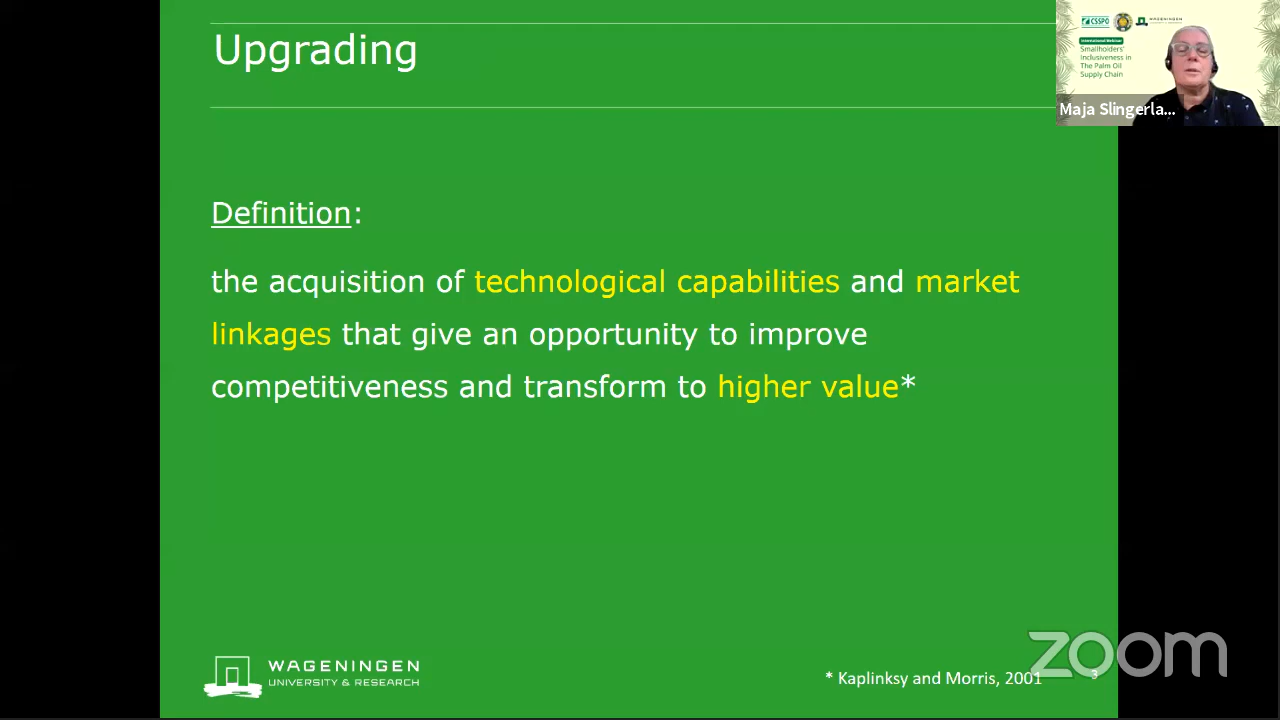 Upgrading
Definition:
the acquisition of technological capabilities and market
linkages that give an opportunity to improve
competitiveness and transform to higher value*
WAGENINGEN
UNIVERSITY & RESEARCH
* Kaplinksy and Morris, 2001
3
zoom
CSSPO
WAGENINGEN
International Webinar
Smallholders'
Inclusiveness in
The Palm Oil
Supply Chain
Maja Slingerla...